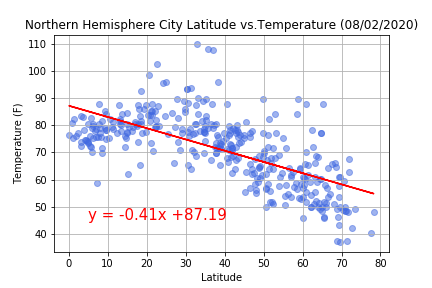 Northern Hemisphere City Latitude vs.Temperature (08/02/2020)
110
100
90
80
70
60
50
40
Temperature (F)
y = -0.41x +87.19
0 10 20 30 40 50 60 70 80
Latitude